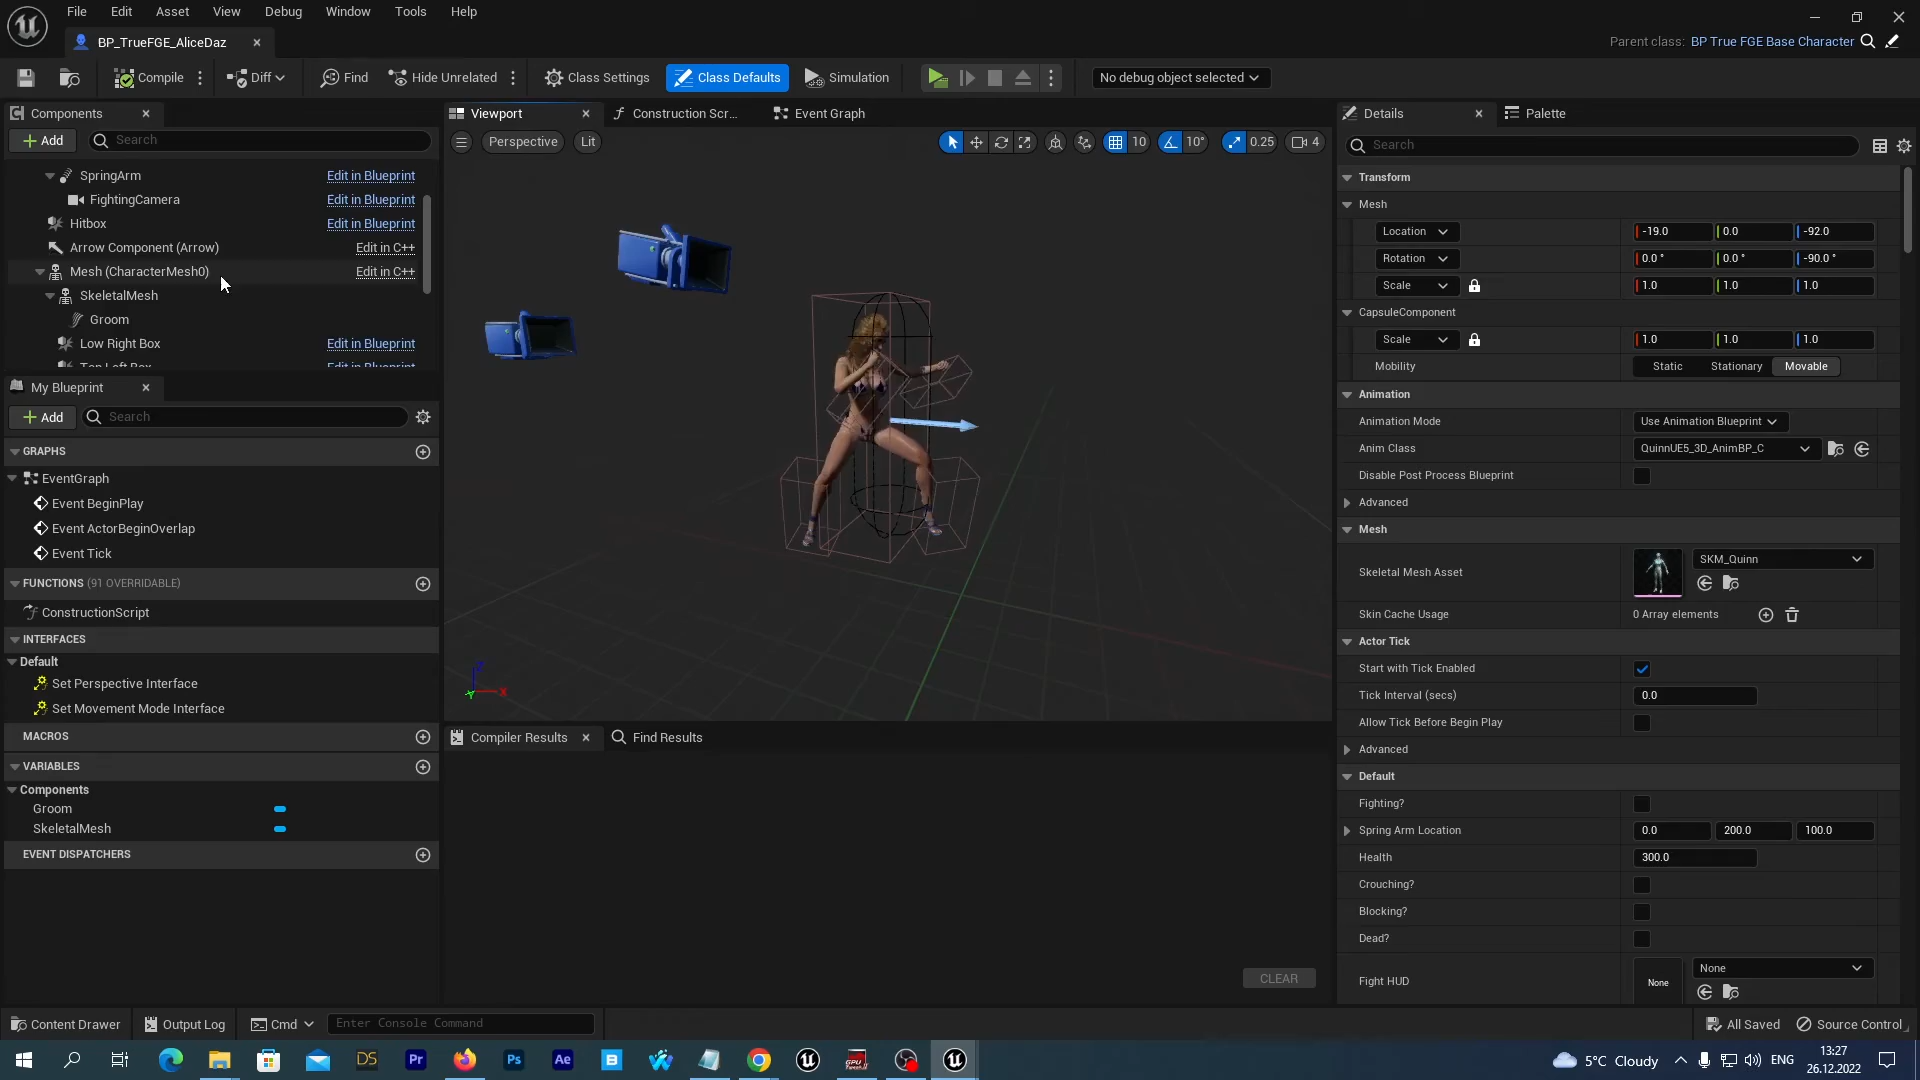 File Edit Asset View Debug Window Tools Help
BP_TrueFGE_AliceDaz
Parent class: BP True FGE Base Character
Compile Diff Find Hide Unrelated Class Settings Class Defaults Simulation No debug object selected
Components
Add Search
SpringArm Edit in Blueprint
FightingCamera Edit in Blueprint
Hitbox Edit in Blueprint
Arrow Component (Arrow) Edit in C++
Mesh (CharacterMesh0) Edit in C++
SkeletalMesh
Groom
Low Right Box Edit in Blueprint
Top Left Box Edit in Blueprint
My Blueprint
Add Search
GRAPHS
EventGraph
Event BeginPlay
Event ActorBeginOverlap
Event Tick
FUNCTIONS (91 OVERRIDABLE)
ConstructionScript
INTERFACES
Default
Set Perspective Interface
Set Movement Mode Interface
MACROS
VARIABLES
Components
Groom
SkeletalMesh
EVENT DISPATCHERS
Viewport Construction Scr... Event Graph
Perspective Lit 10 10° 0.25 4
Z
X
Y
Compiler Results Find Results
CLEAR
Details Palette
Search
Transform
Mesh
Location -19.0 0.0 -92.0
Rotation 0.0 ° 0.0 ° -90.0 °
Scale 1.0 1.0 1.0
CapsuleComponent
Scale 1.0 1.0 1.0
Mobility Static Stationary Movable
Animation
Animation Mode Use Animation Blueprint
Anim Class QuinnUE5_3D_AnimBP_C
Disable Post Process Blueprint
Advanced
Mesh
Skeletal Mesh Asset SKM_Quinn
Skin Cache Usage 0 Array elements
Actor Tick
Start with Tick Enabled
Tick Interval (secs) 0.0
Allow Tick Before Begin Play
Advanced
Default
Fighting?
Spring Arm Location 0.0 200.0 100.0
Health 300.0
Crouching?
Blocking?
Dead?
Fight HUD None None
Content Drawer Output Log Cmd Enter Console Command All Saved Source Control
DS Pr Ps Ae 5°C Cloudy ENG 13:27
26.12.2022